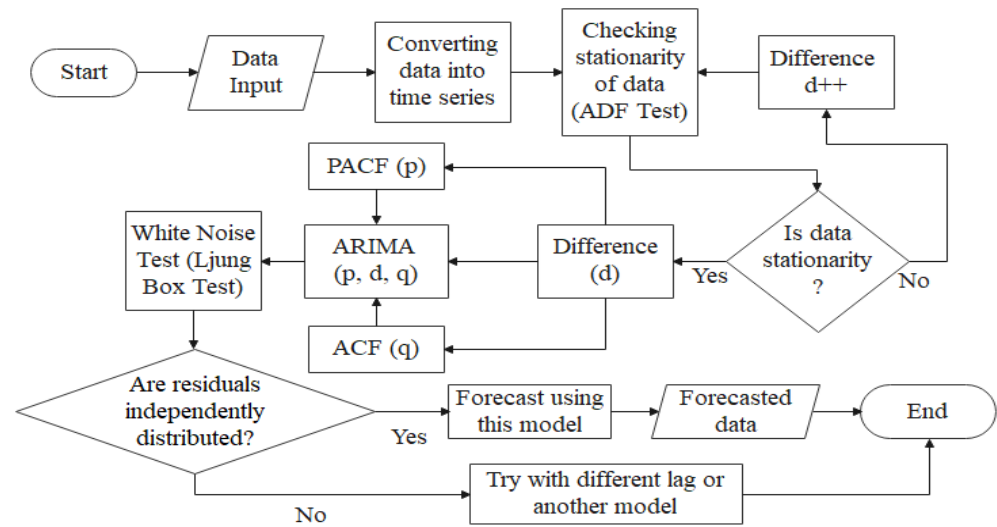 Start
Data
Input
Converting
data into
time series
Checking
stationarity
of data
(ADF Test)
Difference
d++
PACF (p)
White Noise
Test (Ljung
Box Test)
ARIMA
(p, d, q)
Difference
(d)
Yes
Is data
stationarity
?
No
ACF (q)
Are residuals
independently
distributed?
Yes
Forecast using
this model
Forecasted
data
End
No
Try with different lag or
another model